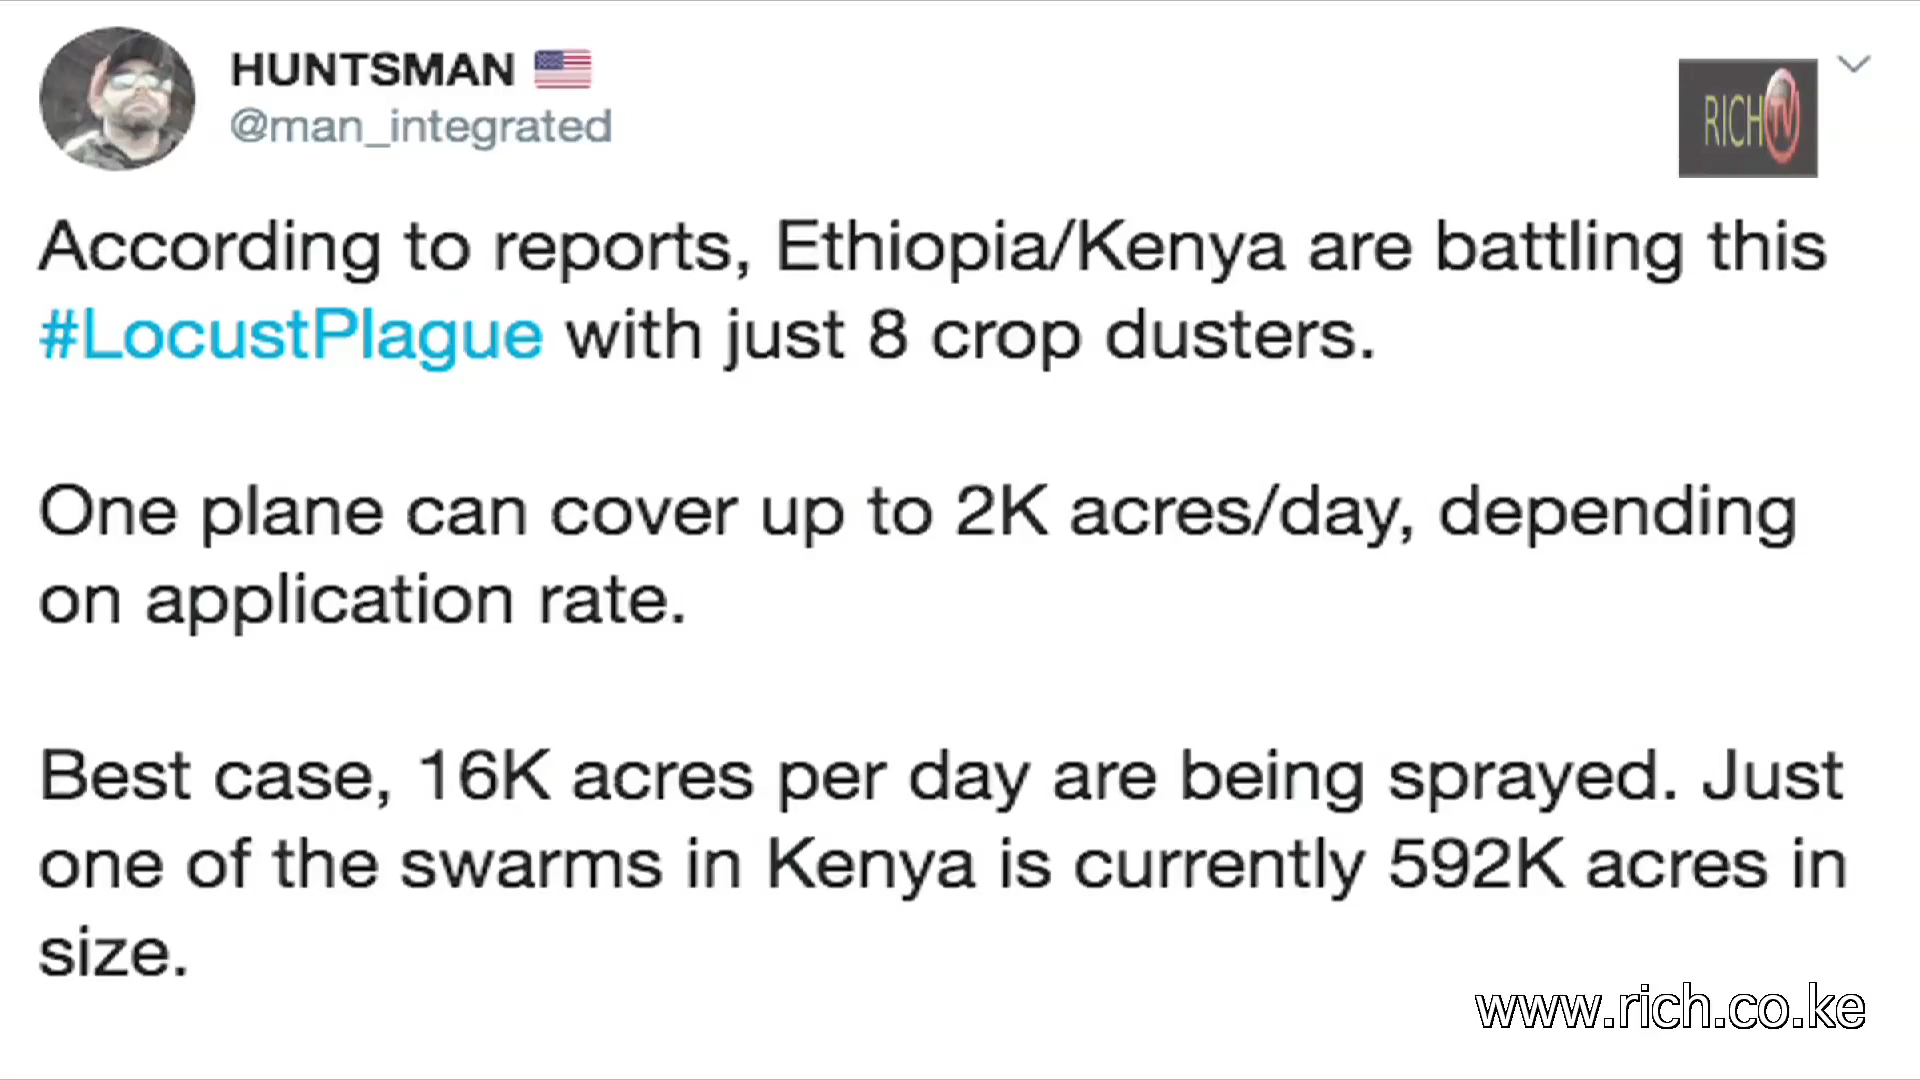 HUNTSMAN
@man_integrated
RICHTV
According to reports, Ethiopia/Kenya are battling this
#LocustPlague with just 8 crop dusters.
One plane can cover up to 2K acres/day, depending
on application rate.
Best case, 16K acres per day are being sprayed. Just
one of the swarms in Kenya is currently 592K acres in
size.
www.rich.co.ke